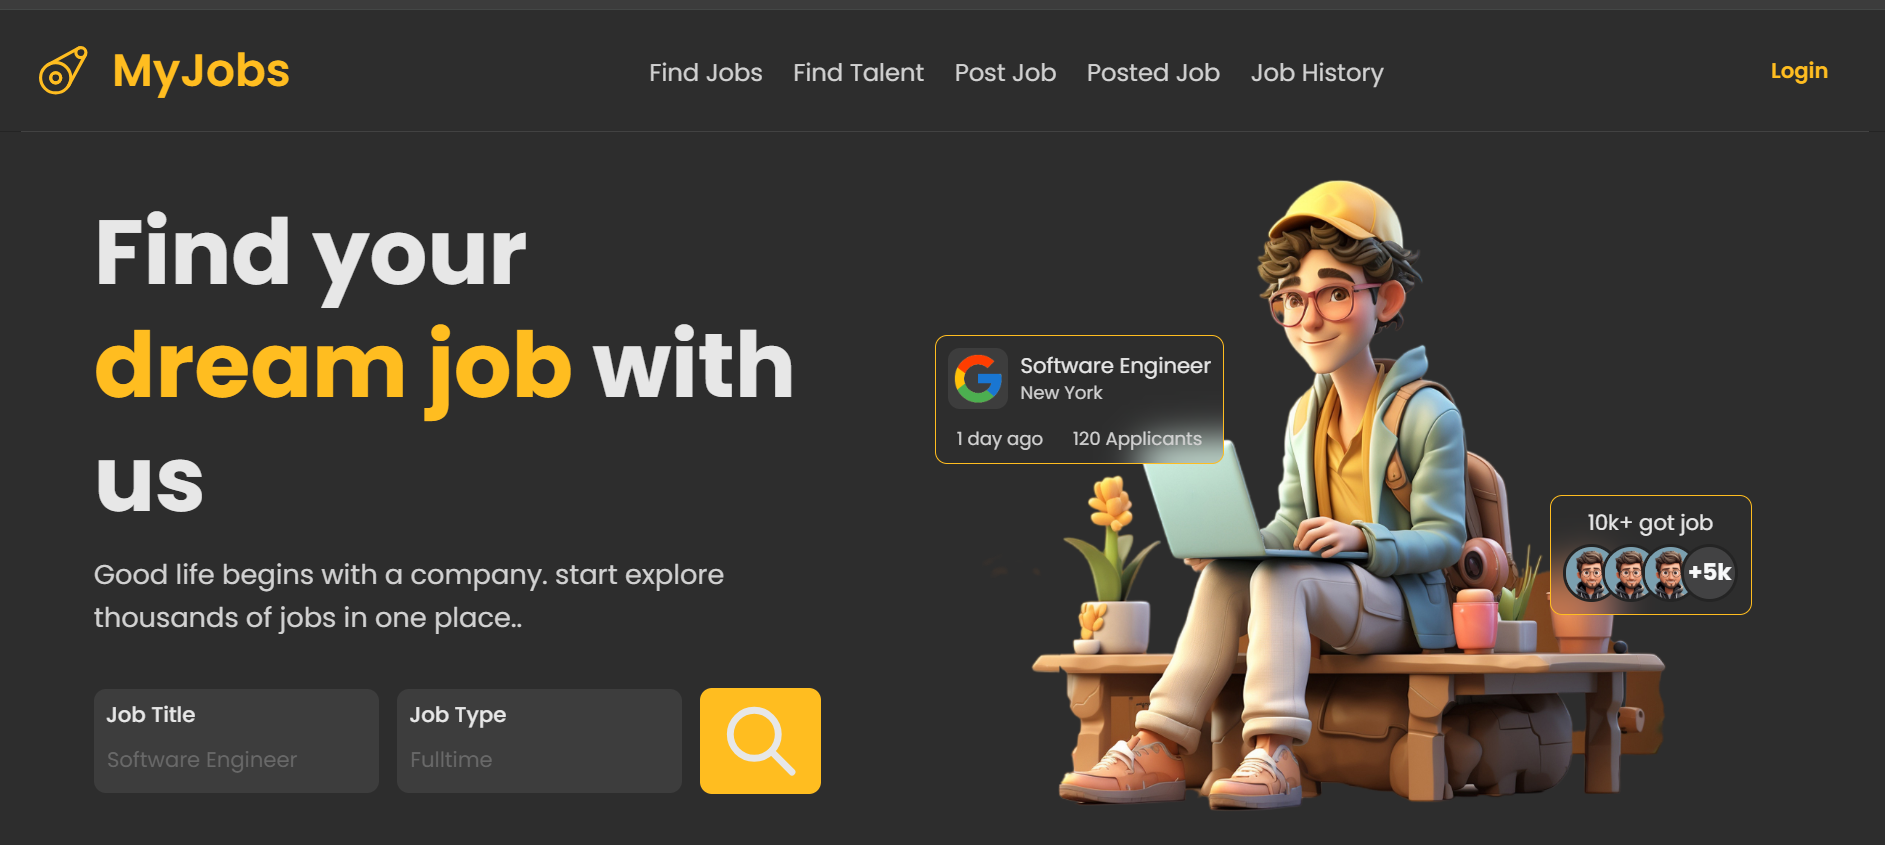 MyJobs
Find Jobs Find Talent Post Job Posted Job Job History
Login
Find your
dream job with
us
Good life begins with a company. start explore
thousands of jobs in one place..
Job Title
Software Engineer
Job Type
Fulltime
Software Engineer
New York
1 day ago 120 Applicants
10k+ got job
+5k